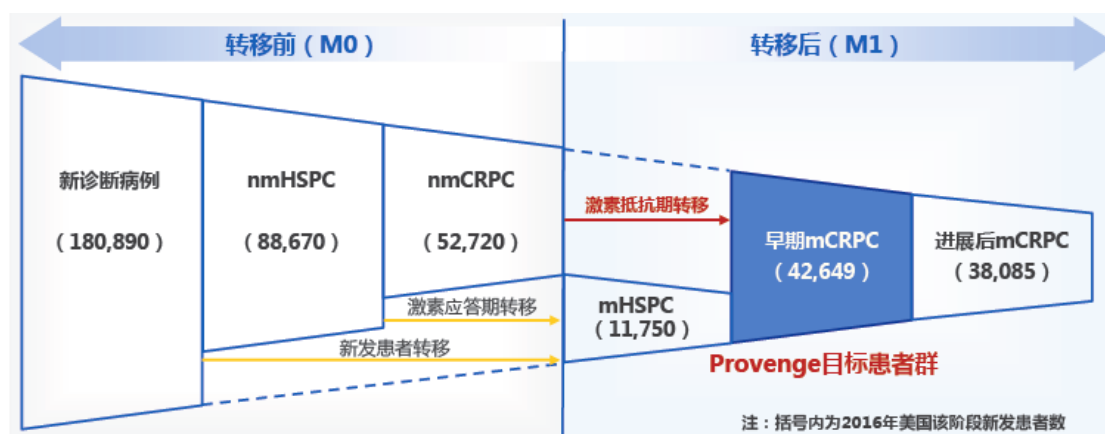 转移前（M0）
转移后（M1）
新诊断病例
（180,890）
nmHSPC
（88,670）
nmCRPC
（52,720）
激素抵抗期转移
早期mCRPC
（42,649）
进展后mCRPC
（38,085）
激素应答期转移
mHSPC
（11,750）
新发患者转移
Provenge目标患者群
注：括号内为2016年美国该阶段新发患者数